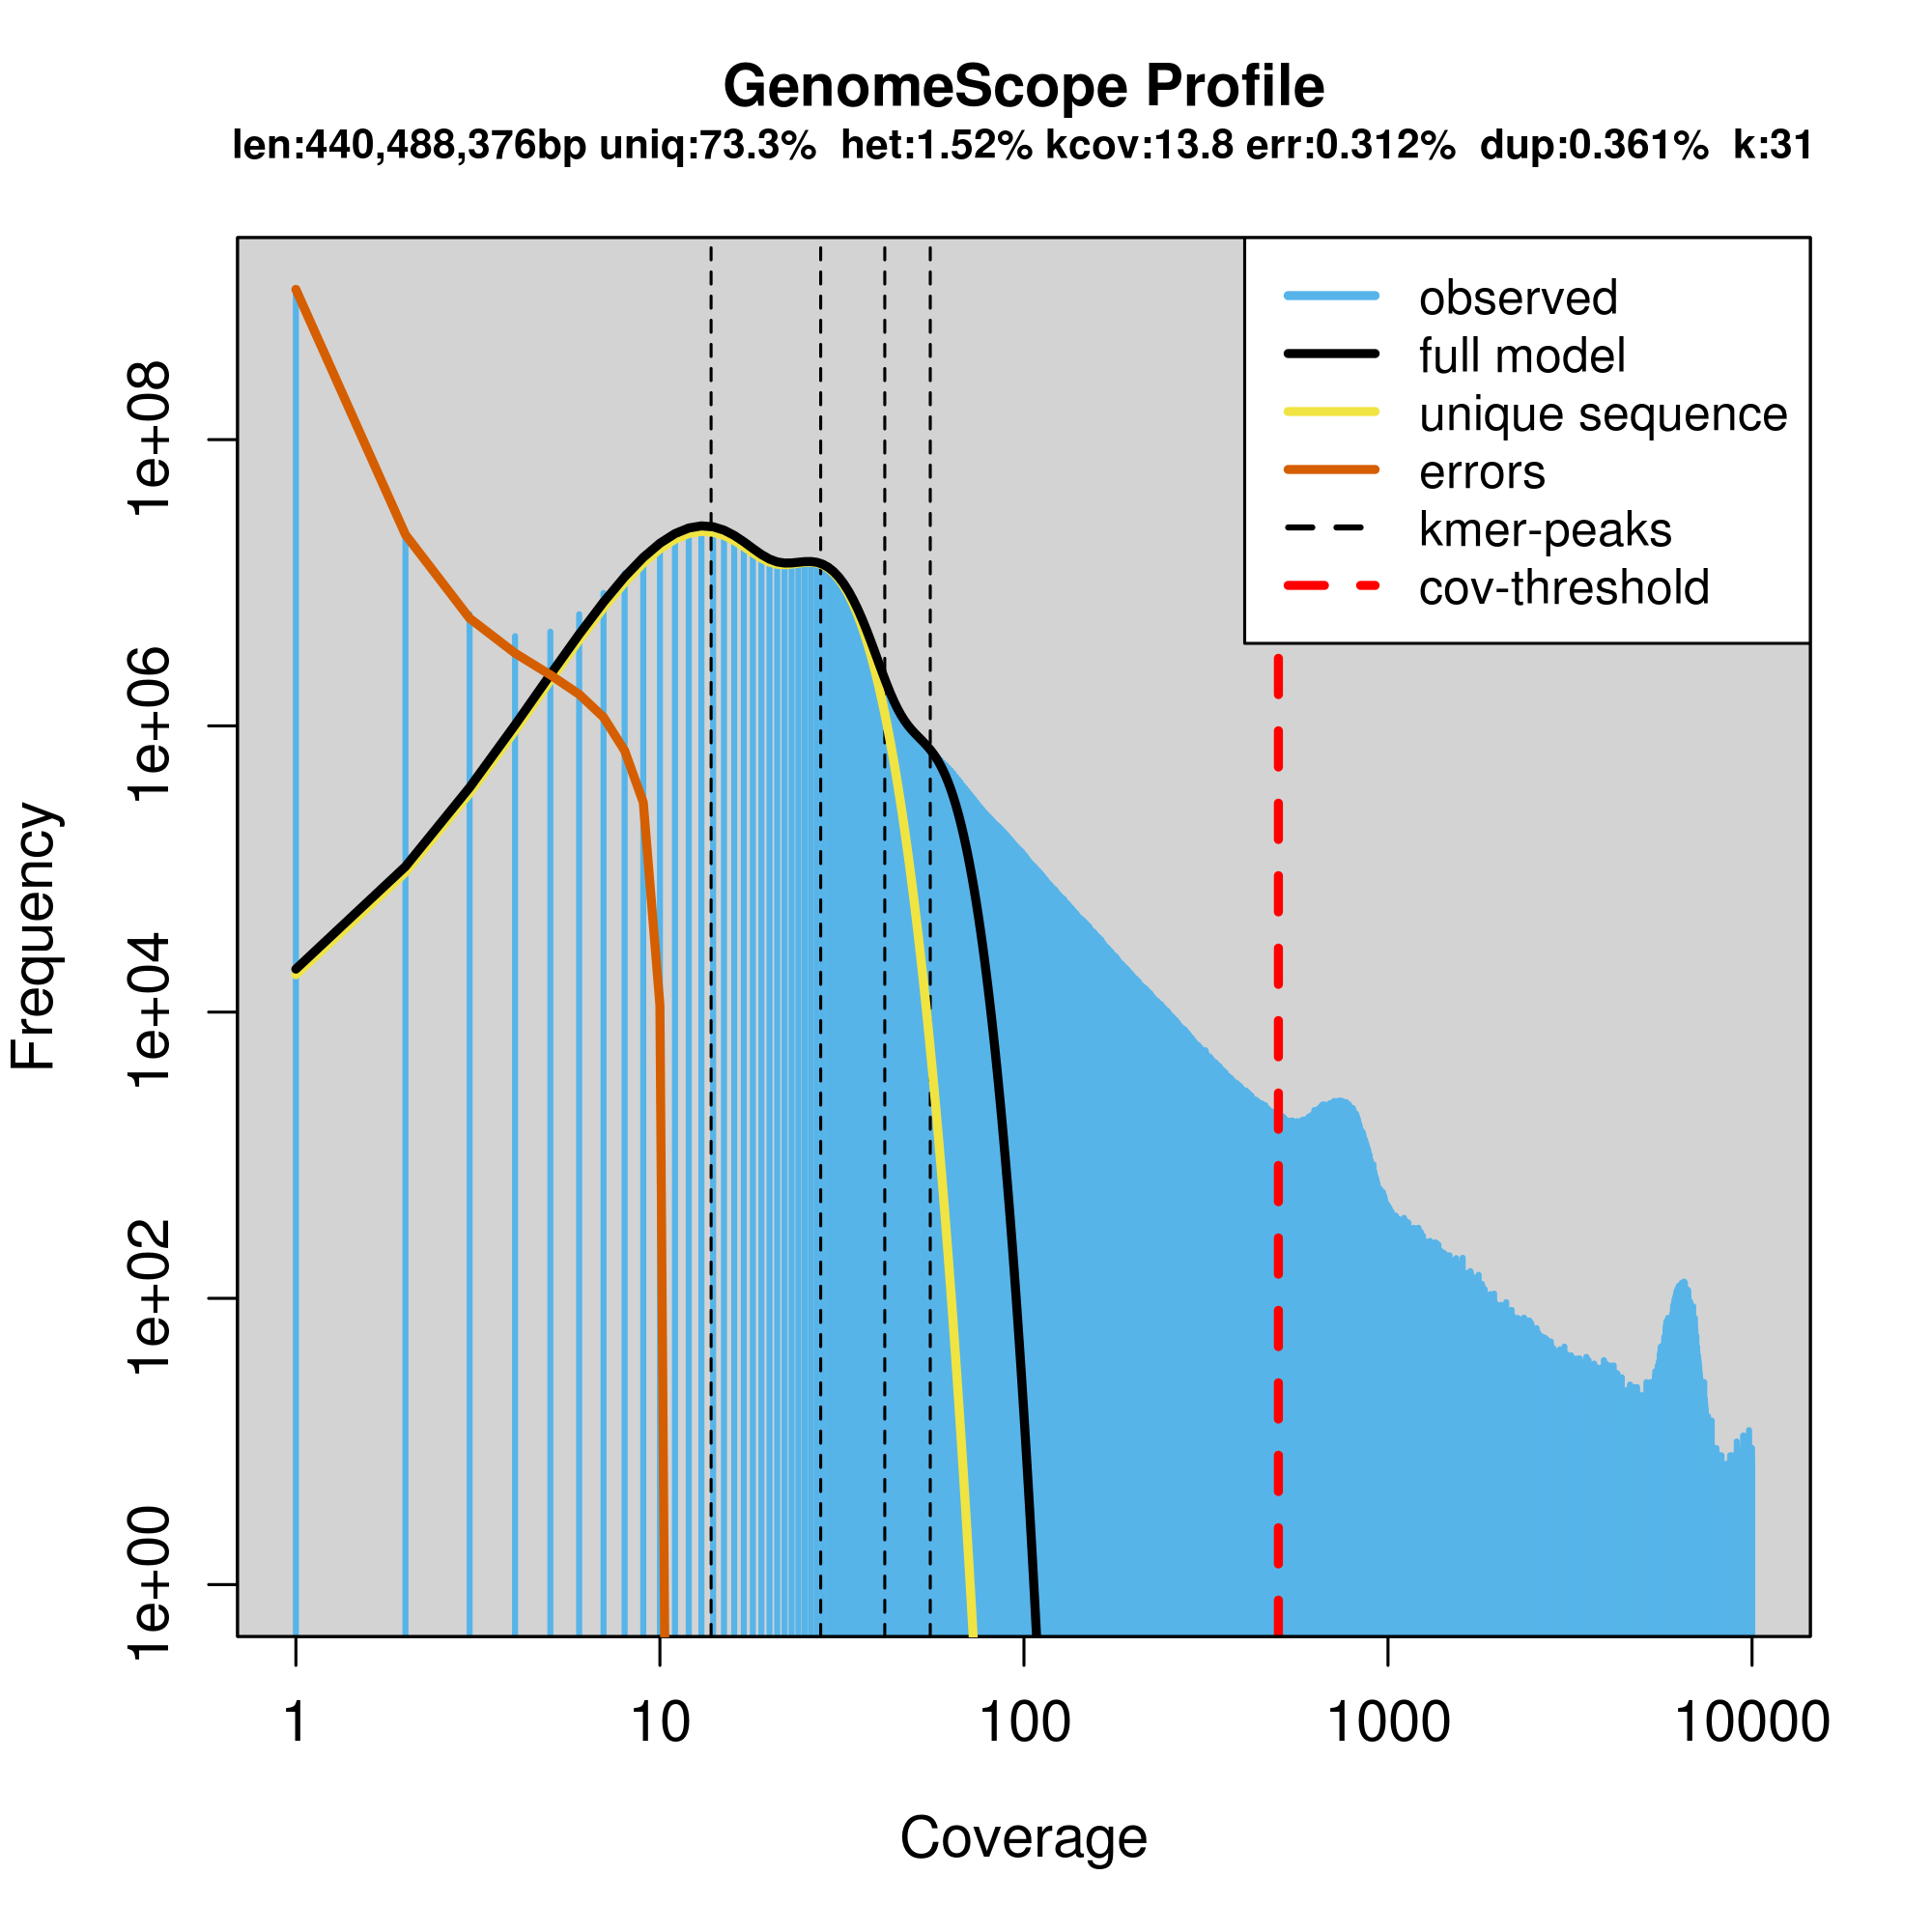 GenomeScope Profile
len:440,488,376bp uniq:73.3% het:1.52% kcov:13.8 err:0.312% dup:0.361% k:31
observed
full model
unique sequence
errors
kmer-peaks
cov-threshold
Frequency
1e+08
1e+06
1e+04
1e+02
1e+00
1
10
100
1000
10000
Coverage